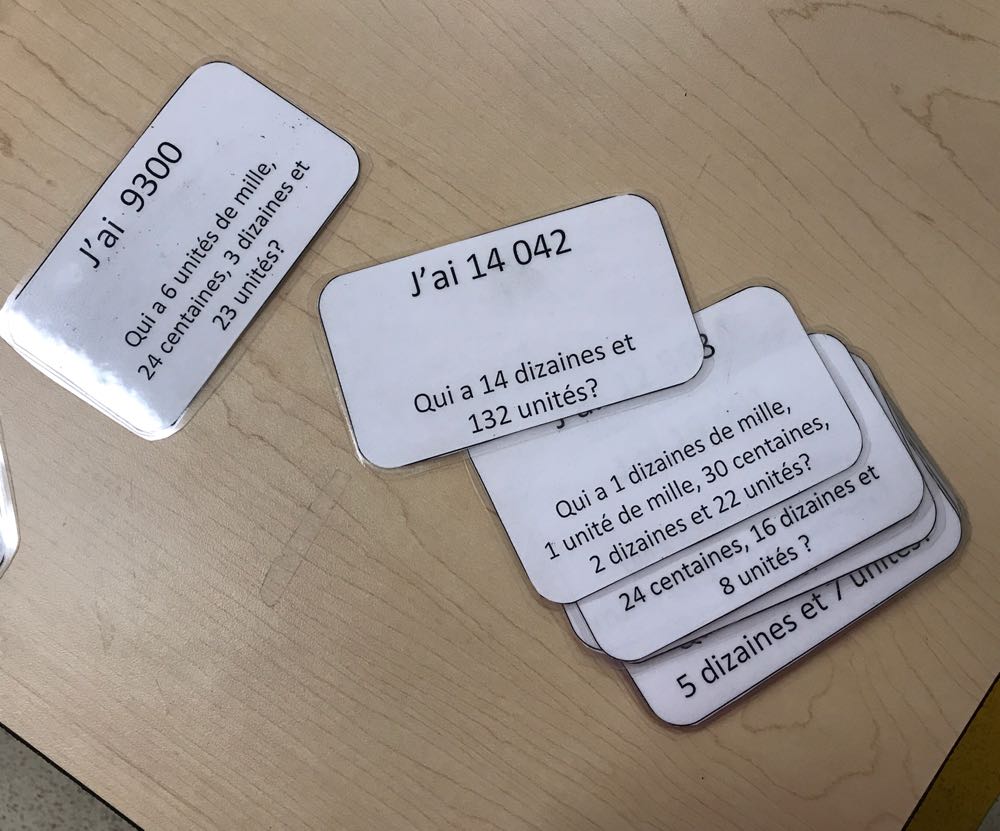 J'ai 9300
Qui a 6 unités de mille,
24 centaines, 3 dizaines et
23 unités?
J'ai 14 042
Qui a 14 dizaines et
132 unités?
Qui a 1 dizaines de mille,
1 unité de mille, 30 centaines,
2 dizaines et 22 unités?
24 centaines, 16 dizaines et
8 unités ?
5 dizaines et 7 unités?